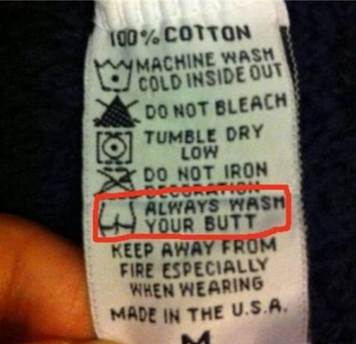 100% COTTON
MACHINE WASH
COLD INSIDE OUT
DO NOT BLEACH
TUMBLE DRY
LOW
DO NOT IRON
DECORATION
ALWAYS WASH
YOUR BUTT
KEEP AWAY FROM
FIRE ESPECIALLY
WHEN WEARING
MADE IN THE U.S.A.
M